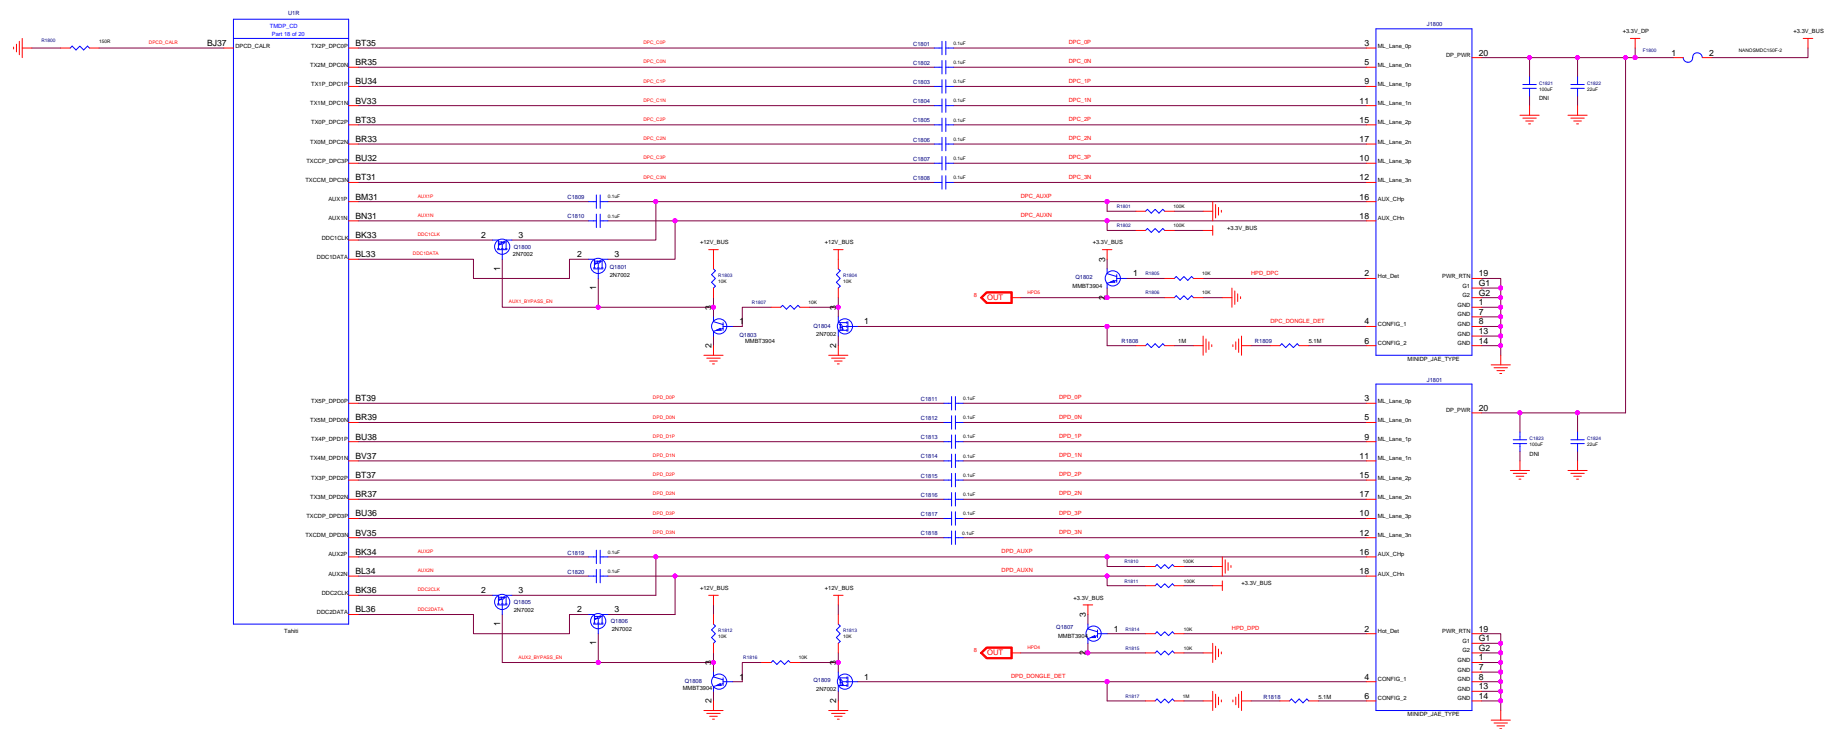 U1R
TMDP_CD
Part 18 of 20
R1800 150R DPCD_CALR BJ37 DPCD_CALR
TX2P_DPC0P BT35 DPC_C0P C1801 0.1uF DPC_0P 3 ML_Lane_0p
TX2M_DPC0N BR35 DPC_C0N C1802 0.1uF DPC_0N 5 ML_Lane_0n
TX1P_DPC1P BU34 DPC_C1P C1803 0.1uF DPC_1P 9 ML_Lane_1p
TX1M_DPC1N BV33 DPC_C1N C1804 0.1uF DPC_1N 11 ML_Lane_1n
TX0P_DPC2P BT33 DPC_C2P C1805 0.1uF DPC_2P 15 ML_Lane_2p
TX0M_DPC2N BR33 DPC_C2N C1806 0.1uF DPC_2N 17 ML_Lane_2n
TXCCP_DPC3P BU32 DPC_C3P C1807 0.1uF DPC_3P 10 ML_Lane_3p
TXCCM_DPC3N BT31 DPC_C3N C1808 0.1uF DPC_3N 12 ML_Lane_3n
AUX1P BM31 AUX1P C1809 0.1uF DPC_AUXP 16 AUX_CHp
R1801 100K
AUX1N BN31 AUX1N C1810 0.1uF DPC_AUXN 18 AUX_CHn
R1802 100K +3.3V_BUS
DDC1CLK BK33 DDC1CLK 2 3 Q1800 2N7002 1
DDC1DATA BL33 DDC1DATA 2 3 Q1801 2N7002 1
AUX1_BYPASS_EN
+12V_BUS R1803 10K
+12V_BUS R1804 10K
R1807 10K
3 Q1803 MMBT3904 1 2
3 Q1804 2N7002 1 2
+3.3V_BUS
3 Q1802 MMBT3904 1 2
R1805 10K HPD_DPC 2 Hot_Det
8 OUT HPD5 R1806 10K
DPC_DONGLE_DET 4 CONFIG_1
R1808 1M R1809 5.1M 6 CONFIG_2
J1800
DP_PWR 20
+3.3V_DP
F1800 1 2 NANOSMDC150F-2
+3.3V_BUS
C1821 100uF DNI
C1822 22uF
PWR_RTN 19
G1 G1
G2 G2
GND 1
GND 7
GND 8
GND 13
GND 14
MINIDP_JAE_TYPE
TX5P_DPD0P BT39 DPD_D0P C1811 0.1uF DPD_0P 3 ML_Lane_0p
TX5M_DPD0N BR39 DPD_D0N C1812 0.1uF DPD_0N 5 ML_Lane_0n
TX4P_DPD1P BU38 DPD_D1P C1813 0.1uF DPD_1P 9 ML_Lane_1p
TX4M_DPD1N BV37 DPD_D1N C1814 0.1uF DPD_1N 11 ML_Lane_1n
TX3P_DPD2P BT37 DPD_D2P C1815 0.1uF DPD_2P 15 ML_Lane_2p
TX3M_DPD2N BR37 DPD_D2N C1816 0.1uF DPD_2N 17 ML_Lane_2n
TXCDP_DPD3P BU36 DPD_D3P C1817 0.1uF DPD_3P 10 ML_Lane_3p
TXCDM_DPD3N BV35 DPD_D3N C1818 0.1uF DPD_3N 12 ML_Lane_3n
AUX2P BK34 AUX2P C1819 0.1uF DPD_AUXP 16 AUX_CHp
R1810 100K
AUX2N BL34 AUX2N C1820 0.1uF DPD_AUXN 18 AUX_CHn
R1811 100K +3.3V_BUS
DDC2CLK BK36 DDC2CLK 2 3 Q1805 2N7002 1
DDC2DATA BL36 DDC2DATA 2 3 Q1806 2N7002 1
AUX2_BYPASS_EN
Tahiti
+12V_BUS R1812 10K
+12V_BUS R1813 10K
R1816 10K
3 Q1808 MMBT3904 1 2
3 Q1809 2N7002 1 2
+3.3V_BUS
3 Q1807 MMBT3904 1 2
R1814 10K HPD_DPD 2 Hot_Det
8 OUT HPD6 R1815 10K
DPD_DONGLE_DET 4 CONFIG_1
R1817 1M R1818 5.1M 6 CONFIG_2
J1801
DP_PWR 20
C1823 100uF DNI
C1824 22uF
PWR_RTN 19
G1 G1
G2 G2
GND 1
GND 7
GND 8
GND 13
GND 14
MINIDP_JAE_TYPE